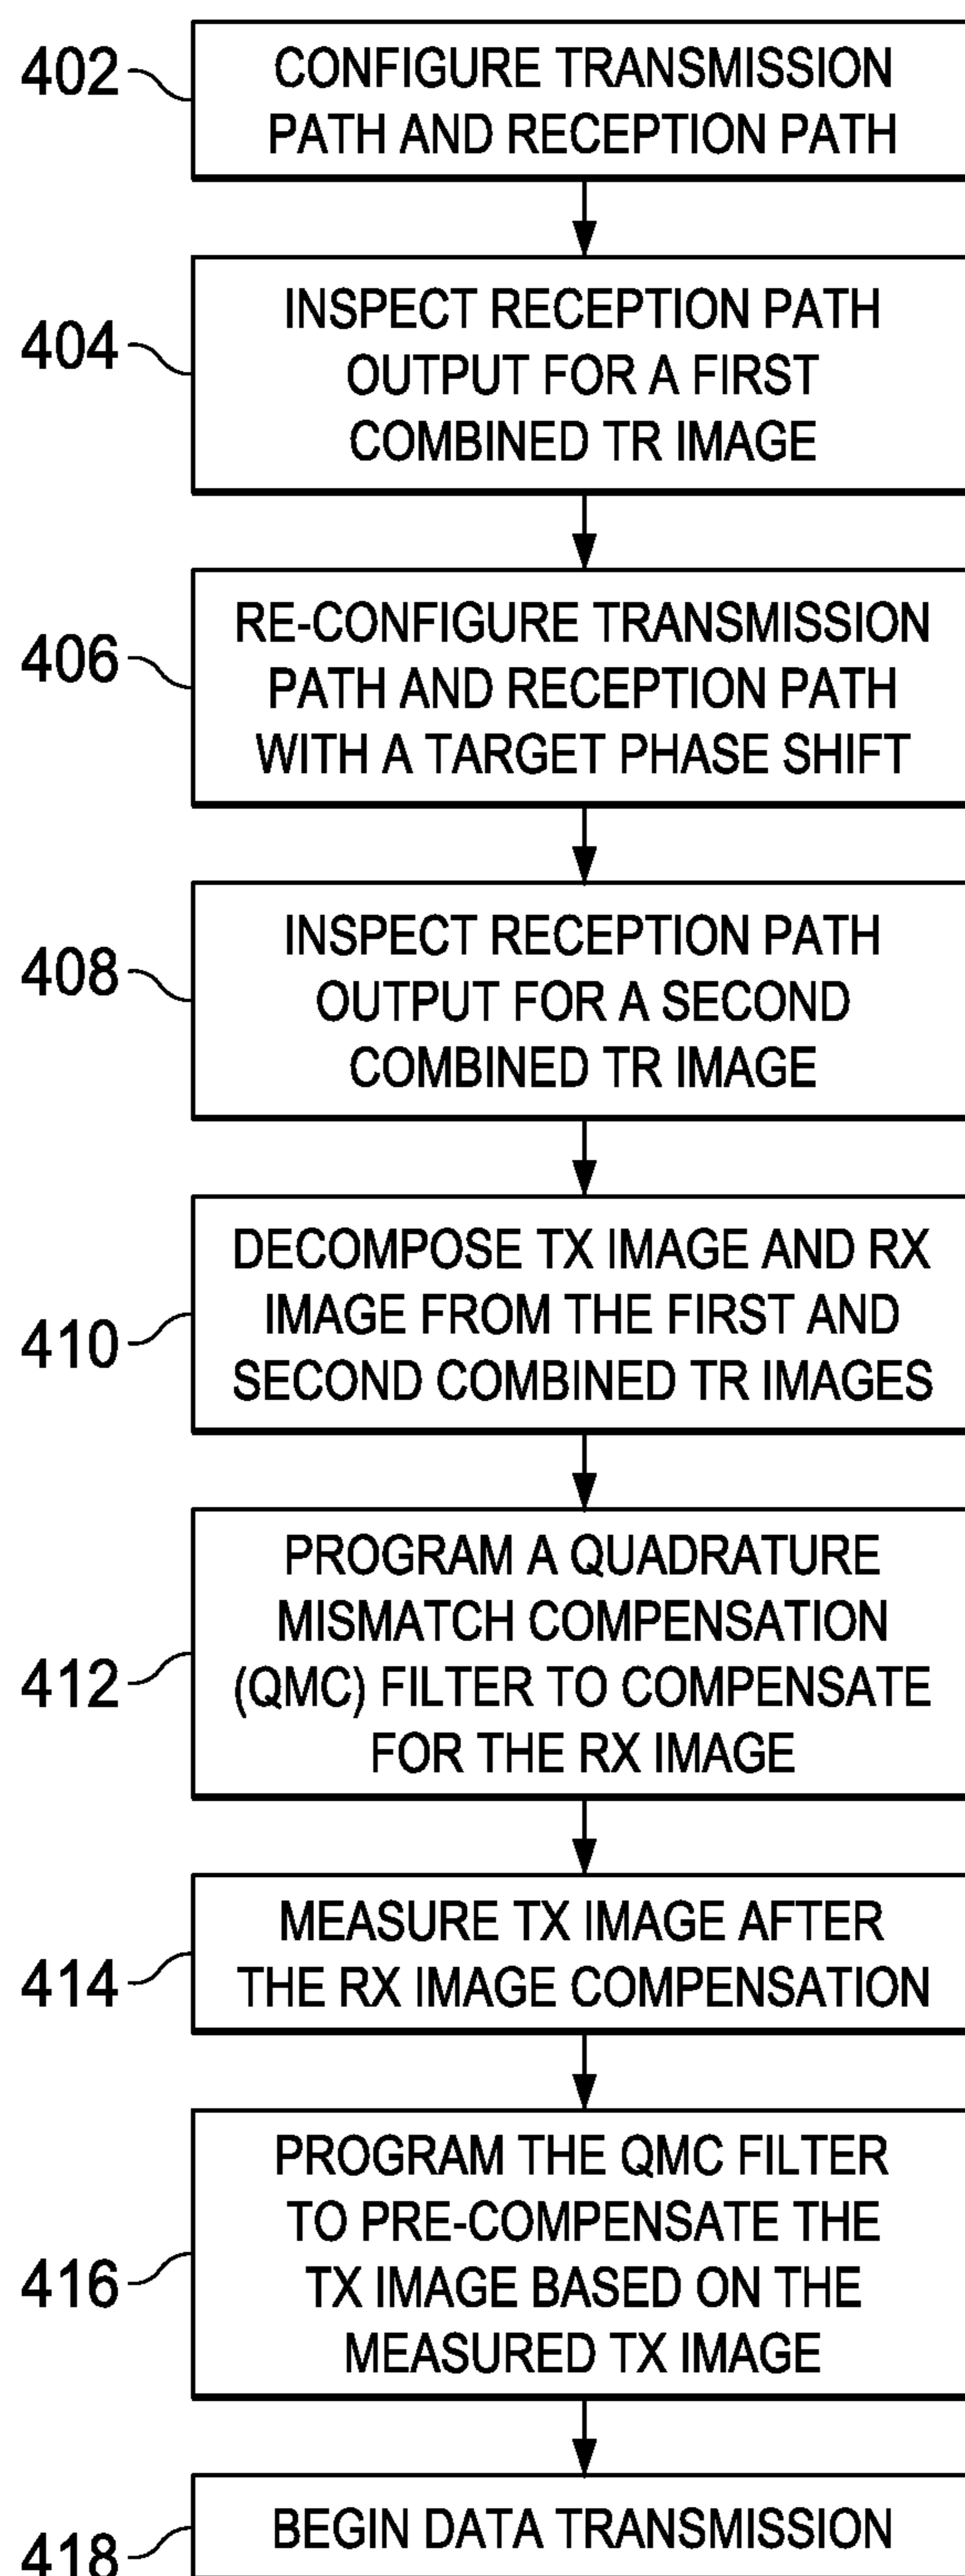 402
CONFIGURE TRANSMISSION
PATH AND RECEPTION PATH
404
INSPECT RECEPTION PATH
OUTPUT FOR A FIRST
COMBINED TR IMAGE
406
RE-CONFIGURE TRANSMISSION
PATH AND RECEPTION PATH
WITH A TARGET PHASE SHIFT
408
INSPECT RECEPTION PATH
OUTPUT FOR A SECOND
COMBINED TR IMAGE
410
DECOMPOSE TX IMAGE AND RX
IMAGE FROM THE FIRST AND
SECOND COMBINED TR IMAGES
412
PROGRAM A QUADRATURE
MISMATCH COMPENSATION
(QMC) FILTER TO COMPENSATE
FOR THE RX IMAGE
414
MEASURE TX IMAGE AFTER
THE RX IMAGE COMPENSATION
416
PROGRAM THE QMC FILTER
TO PRE-COMPENSATE THE
TX IMAGE BASED ON THE
MEASURED TX IMAGE
418
BEGIN DATA TRANSMISSION